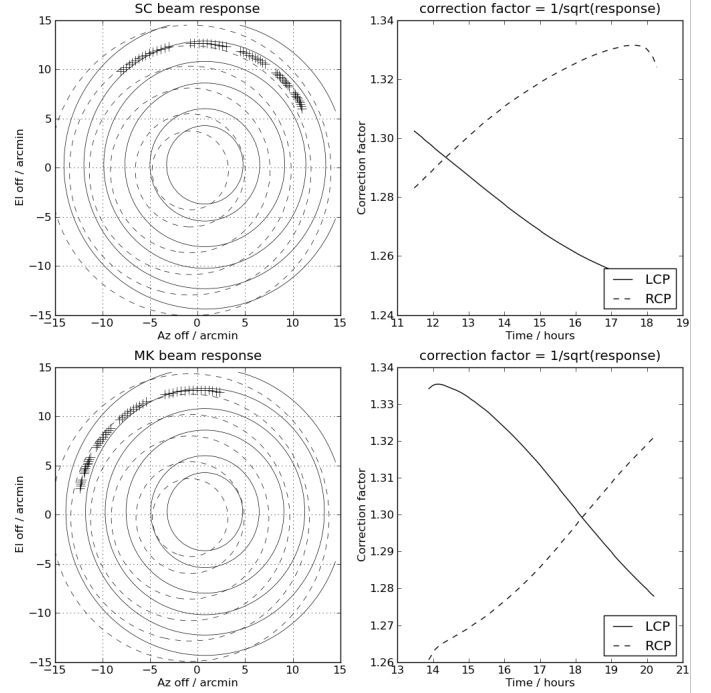 SC beam response
15
10
5
0
−5
−10
−15
−15 −10 −5 0 5 10 15
El off / arcmin
Az off / arcmin
correction factor = 1/sqrt(response)
1.34
1.32
1.30
1.28
1.26
1.24
11 12 13 14 15 16 17 18 19
Correction factor
Time / hours
LCP
RCP
MK beam response
15
10
5
0
−5
−10
−15
−15 −10 −5 0 5 10 15
El off / arcmin
Az off / arcmin
correction factor = 1/sqrt(response)
1.34
1.33
1.32
1.31
1.30
1.29
1.28
1.27
1.26
13 14 15 16 17 18 19 20 21
Correction factor
Time / hours
LCP
RCP